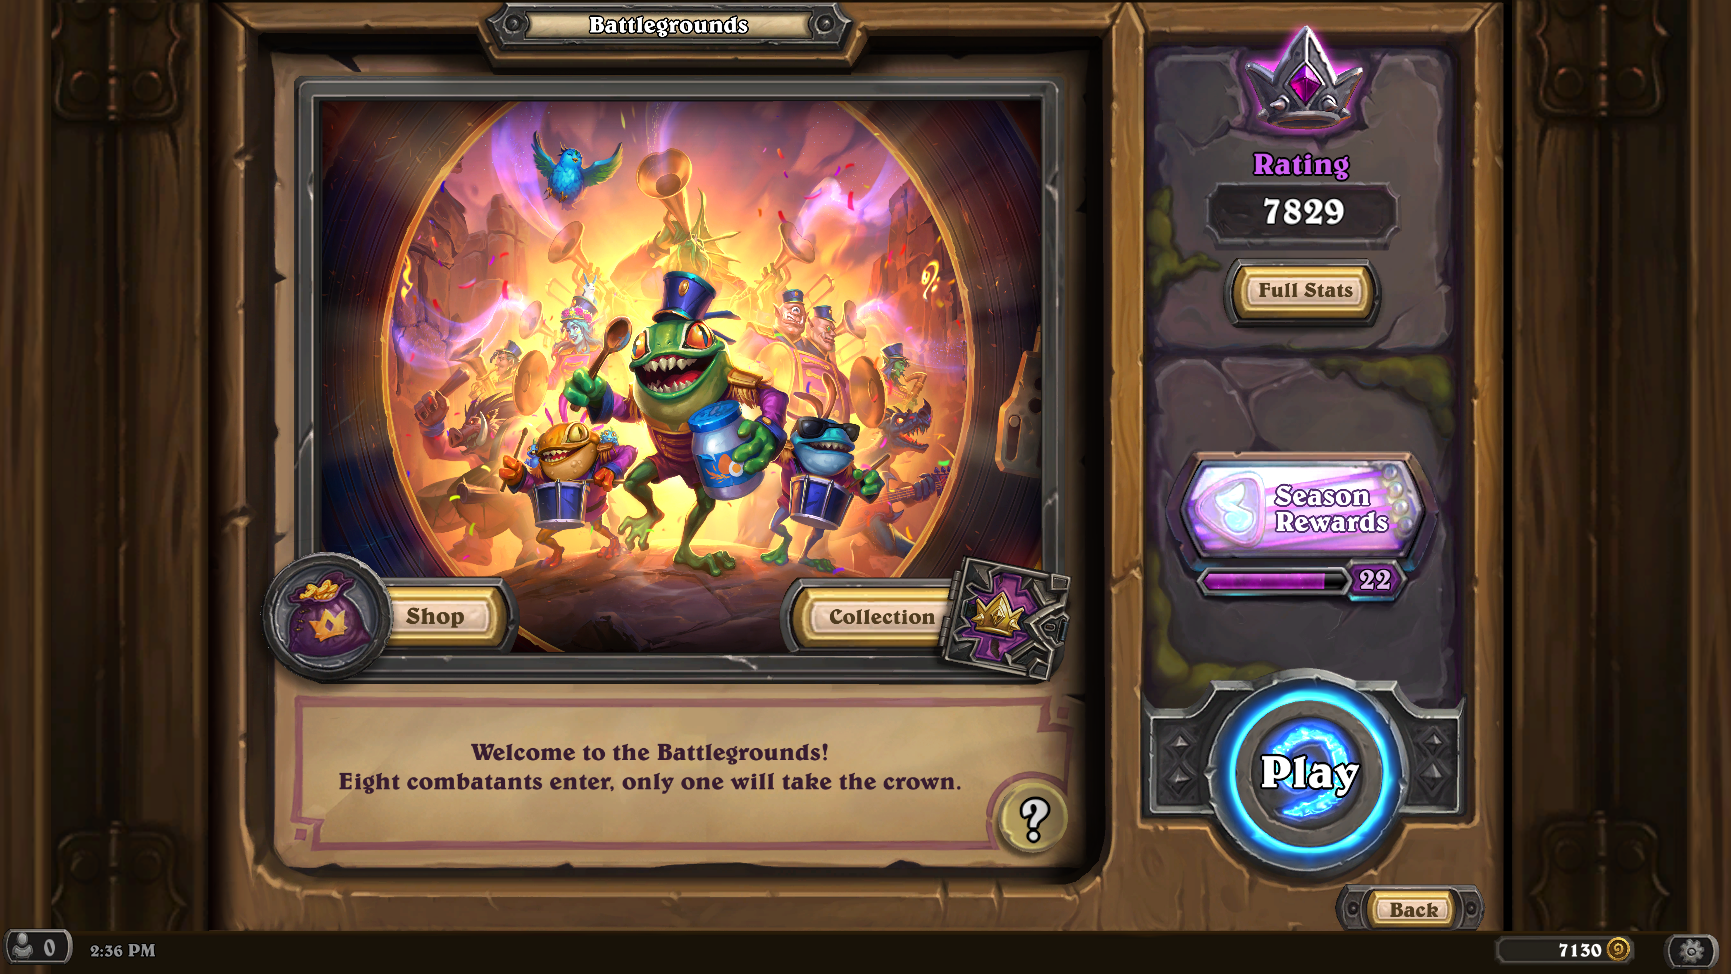 Battlegrounds
Rating
7829
Full Stats
Season
Rewards
22
Shop
Collection
Welcome to the Battlegrounds!
Eight combatants enter, only one will take the crown.
?
Play
Back
0
2:36 PM
7130